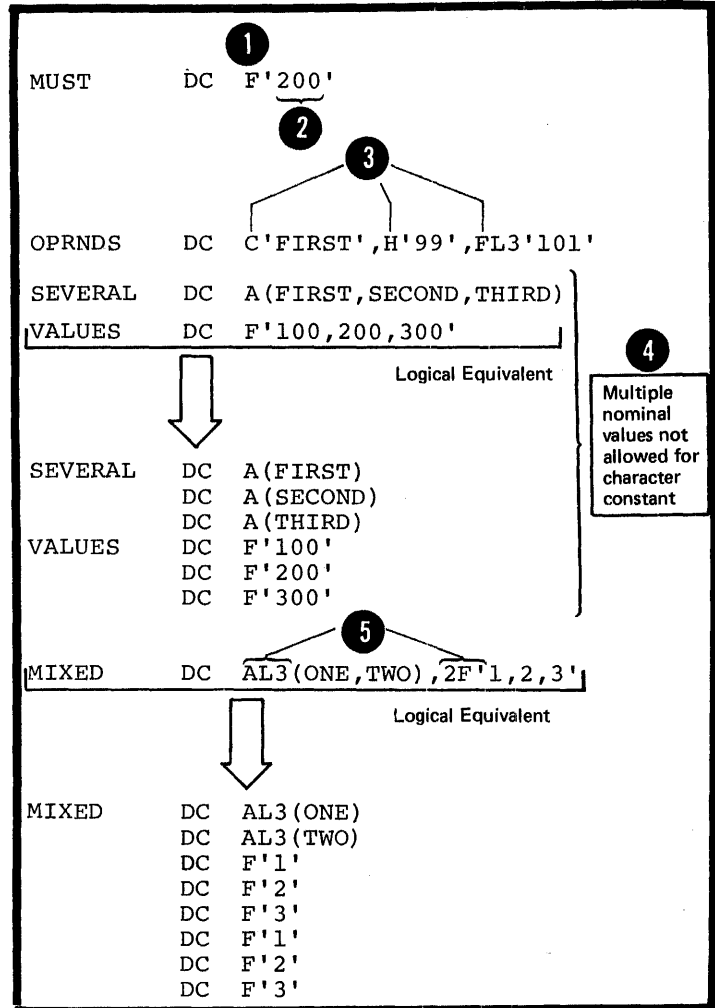 1
MUST DC F'200'
2
3
OPRNDS DC C'FIRST',H'99',FL3'101'
SEVERAL DC A(FIRST,SECOND,THIRD)
VALUES DC F'100,200,300'
Logical Equivalent
4
Multiple
nominal
values not
allowed for
character
constant
SEVERAL DC A(FIRST)
DC A(SECOND)
DC A(THIRD)
VALUES DC F'100'
DC F'200'
DC F'300'
5
MIXED DC AL3(ONE,TWO),2F'1,2,3'
Logical Equivalent
MIXED DC AL3(ONE)
DC AL3(TWO)
DC F'1'
DC F'2'
DC F'3'
DC F'1'
DC F'2'
DC F'3'